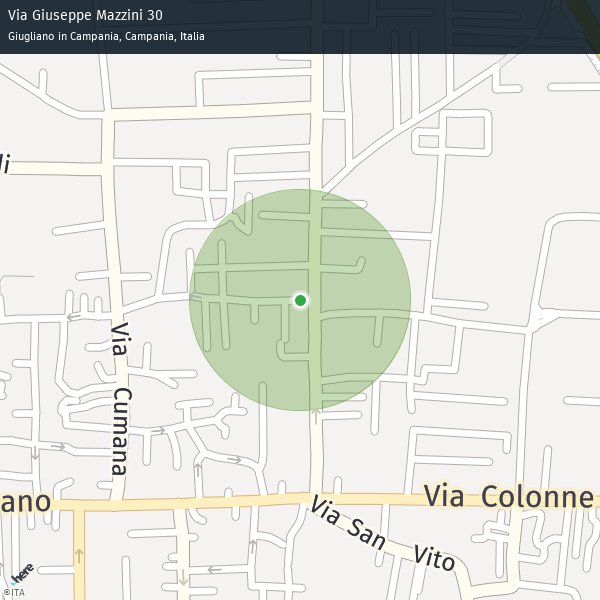 Via Giuseppe Mazzini 30
Giugliano in Campania, Campania, Italia
li
Via Cumana
ano
Via Colonne
Via San Vito
here
©ITA